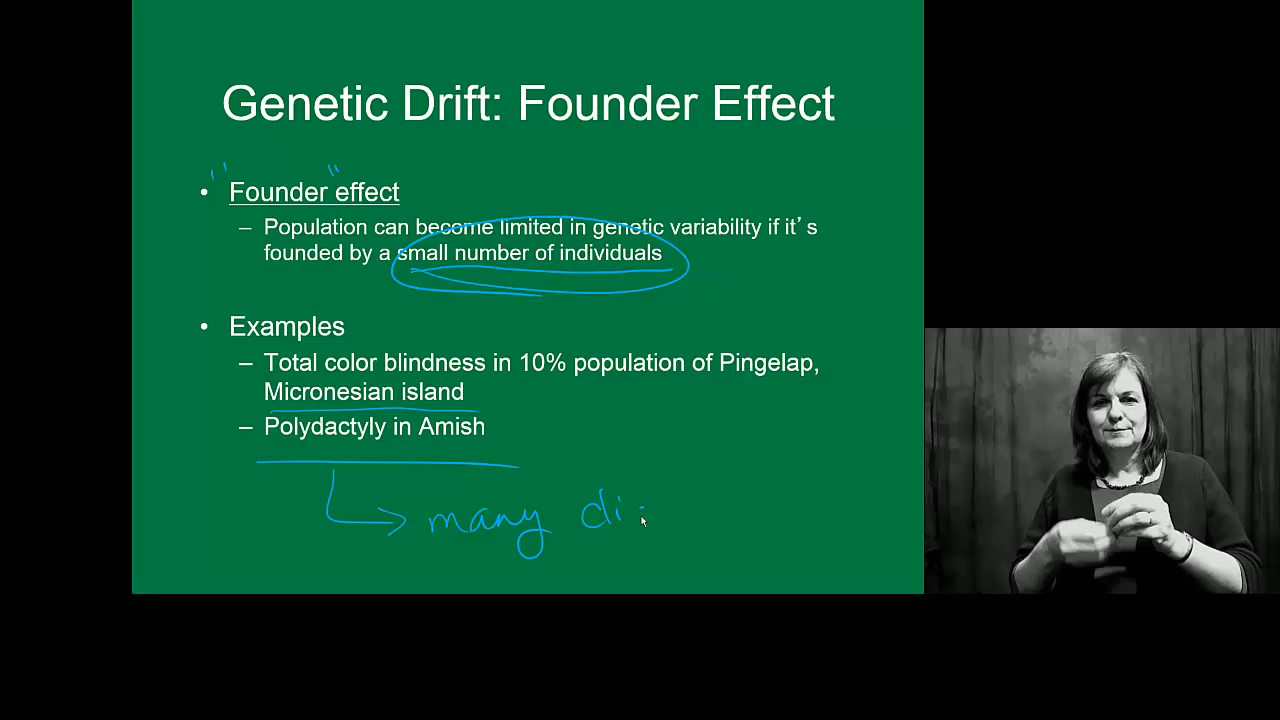 Genetic Drift: Founder Effect
• "Founder" effect
– Population can become limited in genetic variability if it's
founded by a small number of individuals
• Examples
– Total color blindness in 10% population of Pingelap,
Micronesian island
– Polydactyly in Amish
many di